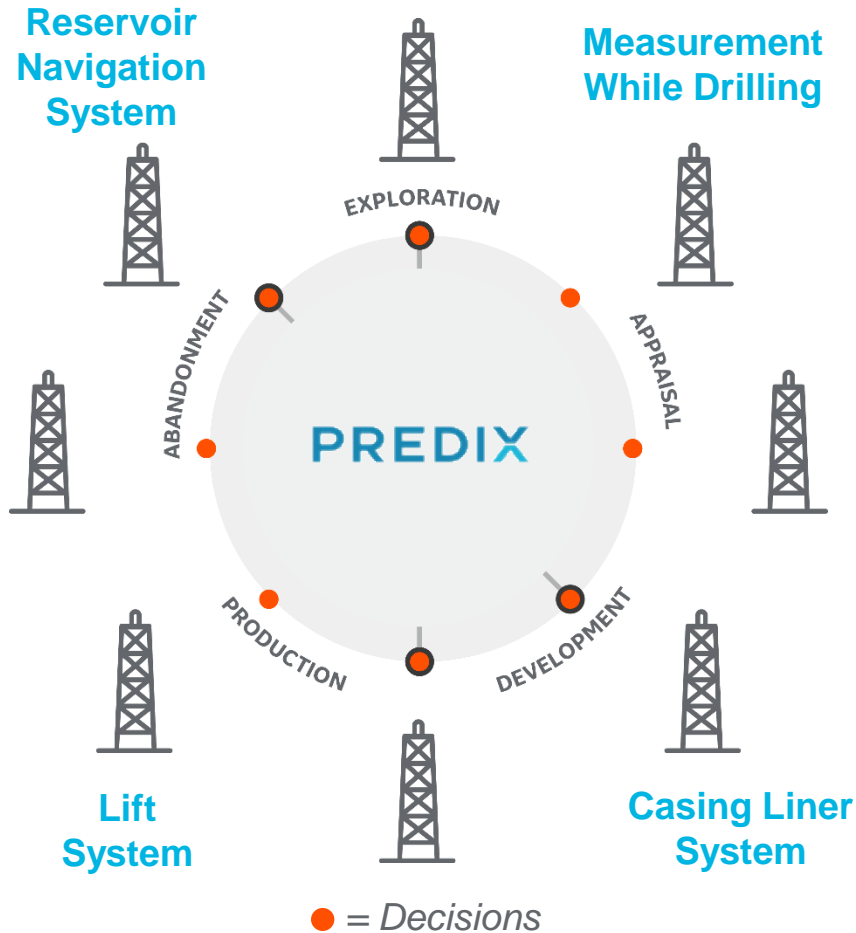 Reservoir
Navigation
System
Measurement
While Drilling
EXPLORATION
ABANDONMENT
APPRAISAL
PREDIX
PRODUCTION
DEVELOPMENT
Lift
System
Casing Liner
System
= Decisions